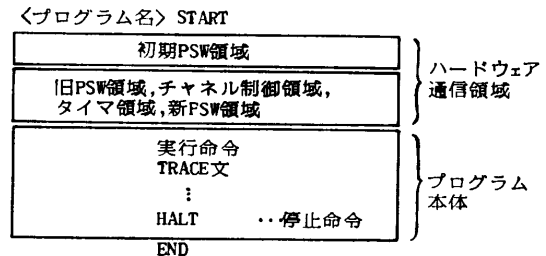 〈プログラム名〉 START
初期PSW領域
旧PSW領域,チャネル制御領域,
タイマ領域,新PSW領域
ハードウェア
通信領域
実行命令
TRACE文
⋮
HALT ‥停止命令
プログラム
本体
END